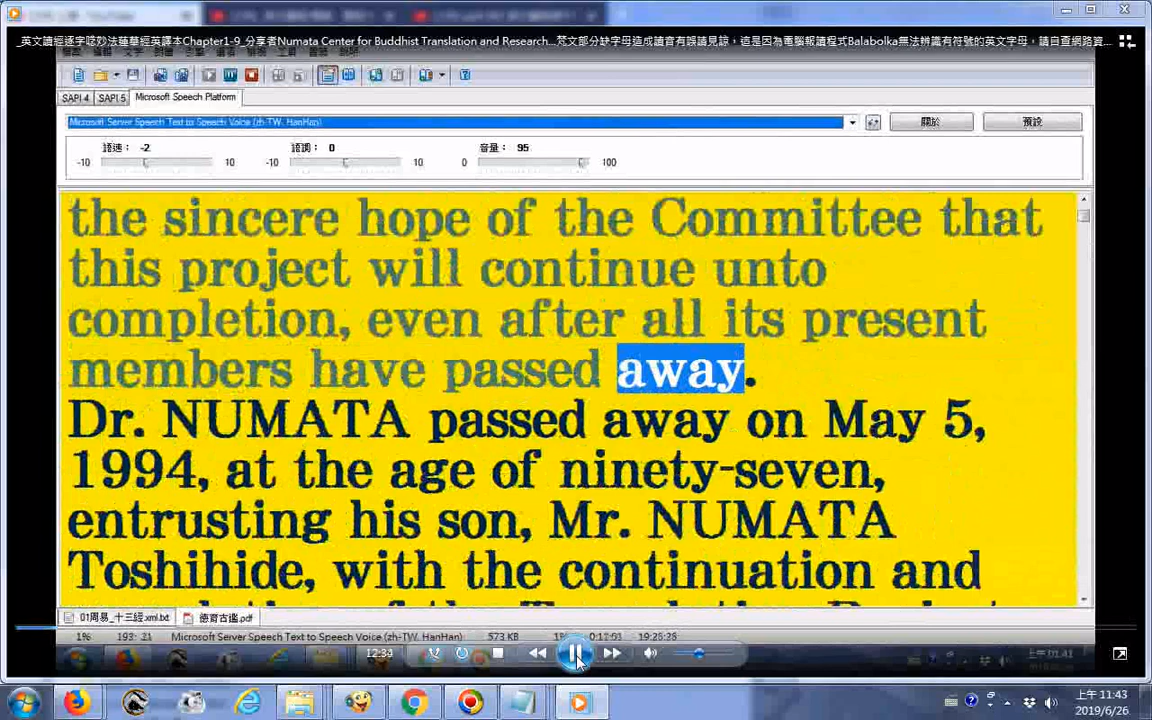 _英文讀經逐字唸妙法蓮華經英譯本Chapter1-9_分享者Numata Center for Buddhist Translation and Research...梵文部分缺字母造成讀音有誤請見諒，這是因為電腦報讀程式Balabolka無法辨識有符號的英文字母，請自查網路資...
SAPI 4 SAPI 5 Microsoft Speech Platform
Microsoft Server Speech Text to Speech Voice (zh-TW, HanHan) 關於 預設
語速： -2 語調： 0 音量： 95
-10 10 -10 10 0 100
the sincere hope of the Committee that
this project will continue unto
completion, even after all its present
members have passed away.
Dr. NUMATA passed away on May 5,
1994, at the age of ninety-seven,
entrusting his son, Mr. NUMATA
Toshihide, with the continuation and
01周易_十三經.xml.txt 德育古鑑.pdf
1% 193: 21 Microsoft Server Speech Text to Speech Voice (zh-TW, HanHan) 573 KB
12:34
上午 11:43
2019/6/26